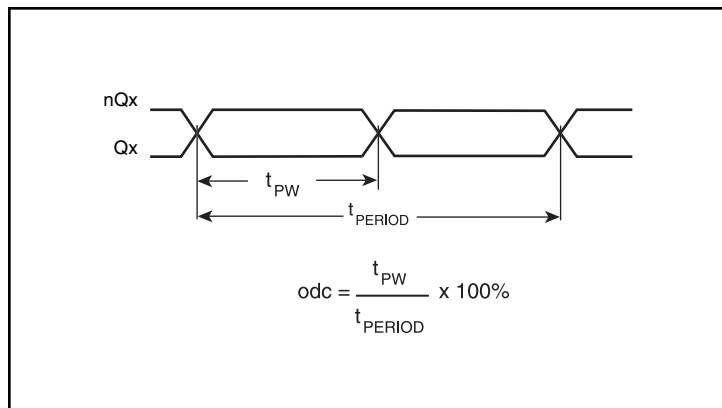 nQx
Qx
tPW
tPERIOD
odc = tPW / tPERIOD x 100%